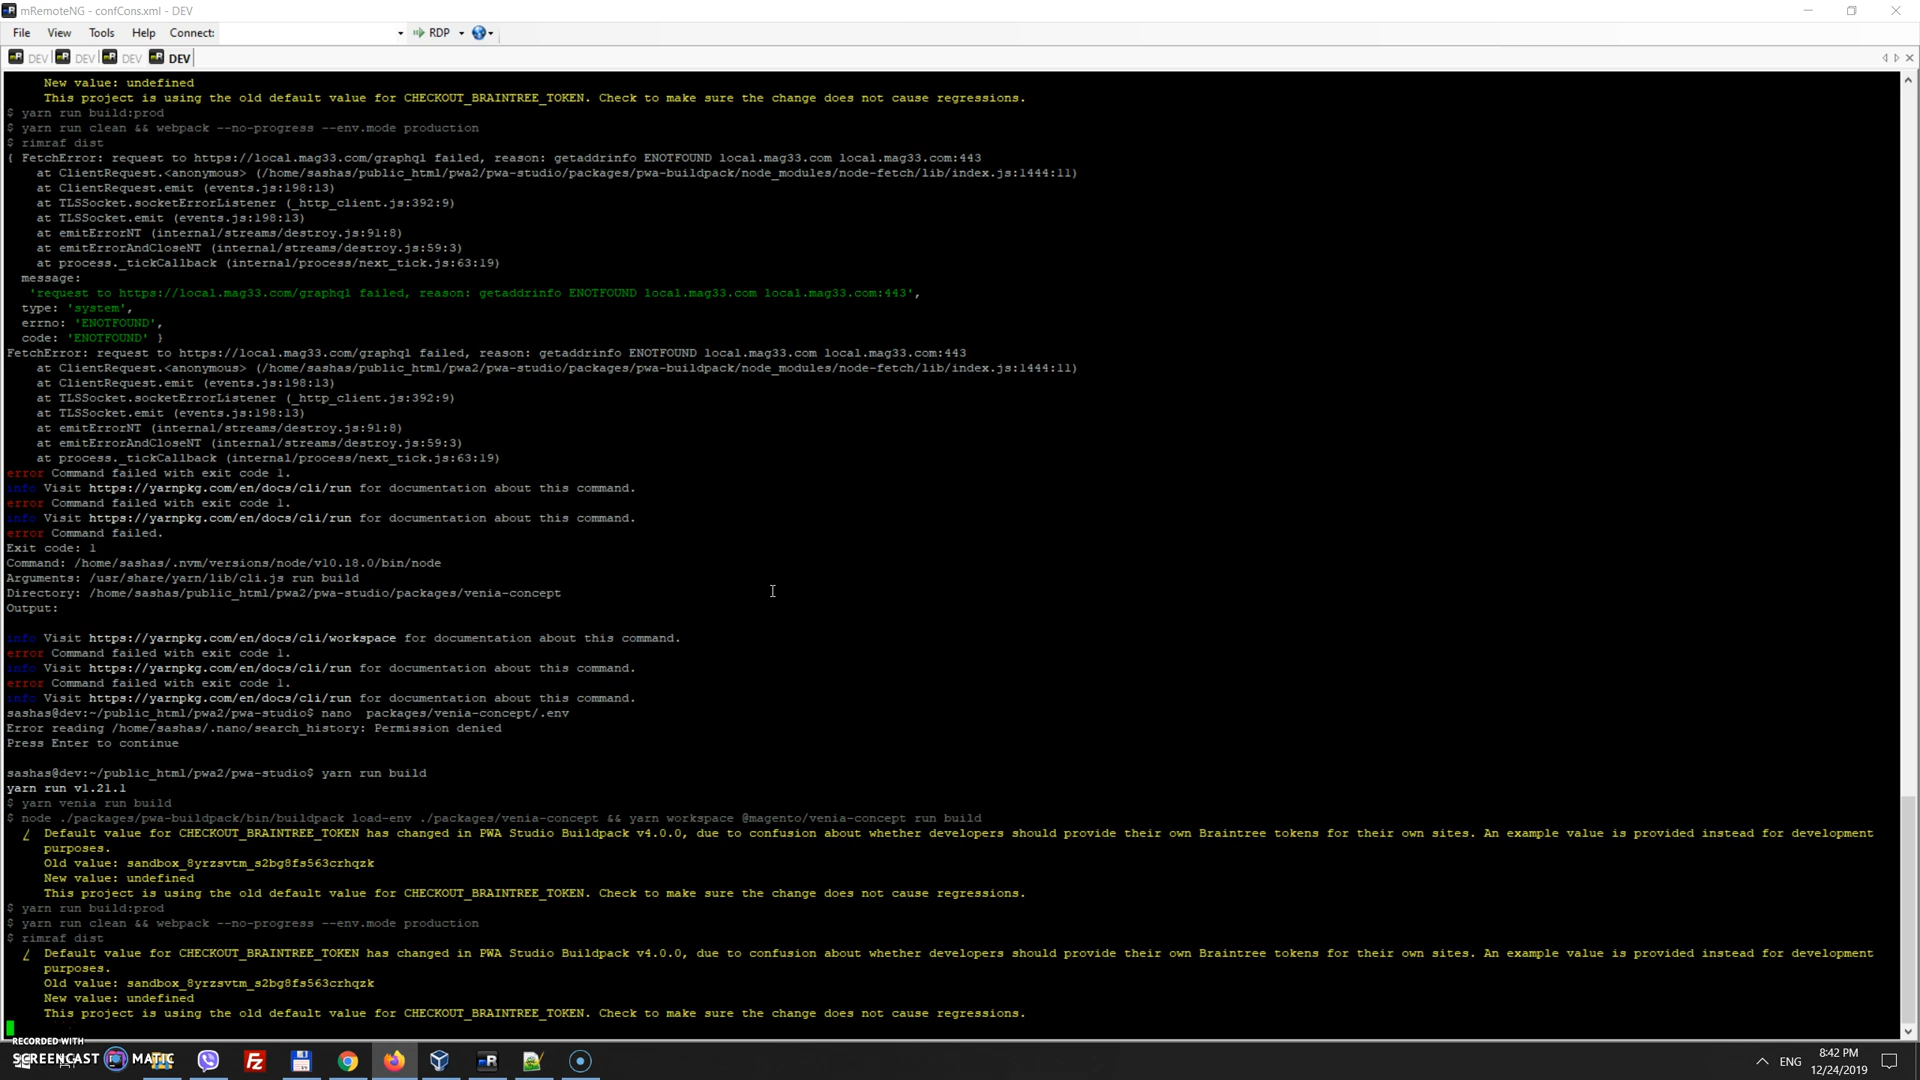 mRemoteNG - confCons.xml - DEV
File View Tools Help Connect: RDP
DEV DEV DEV DEV
New value: undefined
This project is using the old default value for CHECKOUT_BRAINTREE_TOKEN. Check to make sure the change does not cause regressions.
$ yarn run build:prod
$ yarn run clean && webpack --no-progress --env.mode production
$ rimraf dist
{ FetchError: request to https://local.mag33.com/graphql failed, reason: getaddrinfo ENOTFOUND local.mag33.com local.mag33.com:443
at ClientRequest.<anonymous> (/home/sashas/public_html/pwa2/pwa-studio/packages/pwa-buildpack/node_modules/node-fetch/lib/index.js:1444:11)
at ClientRequest.emit (events.js:198:13)
at TLSSocket.socketErrorListener (_http_client.js:392:9)
at TLSSocket.emit (events.js:198:13)
at emitErrorNT (internal/streams/destroy.js:91:8)
at emitErrorAndCloseNT (internal/streams/destroy.js:59:3)
at process._tickCallback (internal/process/next_tick.js:63:19)
message:
'request to https://local.mag33.com/graphql failed, reason: getaddrinfo ENOTFOUND local.mag33.com local.mag33.com:443',
type: 'system',
errno: 'ENOTFOUND',
code: 'ENOTFOUND' }
FetchError: request to https://local.mag33.com/graphql failed, reason: getaddrinfo ENOTFOUND local.mag33.com local.mag33.com:443
at ClientRequest.<anonymous> (/home/sashas/public_html/pwa2/pwa-studio/packages/pwa-buildpack/node_modules/node-fetch/lib/index.js:1444:11)
at ClientRequest.emit (events.js:198:13)
at TLSSocket.socketErrorListener (_http_client.js:392:9)
at TLSSocket.emit (events.js:198:13)
at emitErrorNT (internal/streams/destroy.js:91:8)
at emitErrorAndCloseNT (internal/streams/destroy.js:59:3)
at process._tickCallback (internal/process/next_tick.js:63:19)
error Command failed with exit code 1.
info Visit https://yarnpkg.com/en/docs/cli/run for documentation about this command.
error Command failed with exit code 1.
info Visit https://yarnpkg.com/en/docs/cli/run for documentation about this command.
error Command failed.
Exit code: 1
Command: /home/sashas/.nvm/versions/node/v10.18.0/bin/node
Arguments: /usr/share/yarn/lib/cli.js run build
Directory: /home/sashas/public_html/pwa2/pwa-studio/packages/venia-concept
Output:
info Visit https://yarnpkg.com/en/docs/cli/workspace for documentation about this command.
error Command failed with exit code 1.
info Visit https://yarnpkg.com/en/docs/cli/run for documentation about this command.
error Command failed with exit code 1.
info Visit https://yarnpkg.com/en/docs/cli/run for documentation about this command.
sashas@dev:~/public_html/pwa2/pwa-studio$ nano  packages/venia-concept/.env
Error reading /home/sashas/.nano/search_history: Permission denied
Press Enter to continue
sashas@dev:~/public_html/pwa2/pwa-studio$ yarn run build
yarn run v1.21.1
$ yarn venia run build
$ node ./packages/pwa-buildpack/bin/buildpack load-env ./packages/venia-concept && yarn workspace @magento/venia-concept run build
Default value for CHECKOUT_BRAINTREE_TOKEN has changed in PWA Studio Buildpack v4.0.0, due to confusion about whether developers should provide their own Braintree tokens for their own sites. An example value is provided instead for development
purposes.
Old value: sandbox_8yrzsvtm_s2bg8fs563crhqzk
New value: undefined
This project is using the old default value for CHECKOUT_BRAINTREE_TOKEN. Check to make sure the change does not cause regressions.
$ yarn run build:prod
$ yarn run clean && webpack --no-progress --env.mode production
$ rimraf dist
Default value for CHECKOUT_BRAINTREE_TOKEN has changed in PWA Studio Buildpack v4.0.0, due to confusion about whether developers should provide their own Braintree tokens for their own sites. An example value is provided instead for development
purposes.
Old value: sandbox_8yrzsvtm_s2bg8fs563crhqzk
New value: undefined
This project is using the old default value for CHECKOUT_BRAINTREE_TOKEN. Check to make sure the change does not cause regressions.
RECORDED WITH
SCREENCAST MATIC
ENG
8:42 PM
12/24/2019